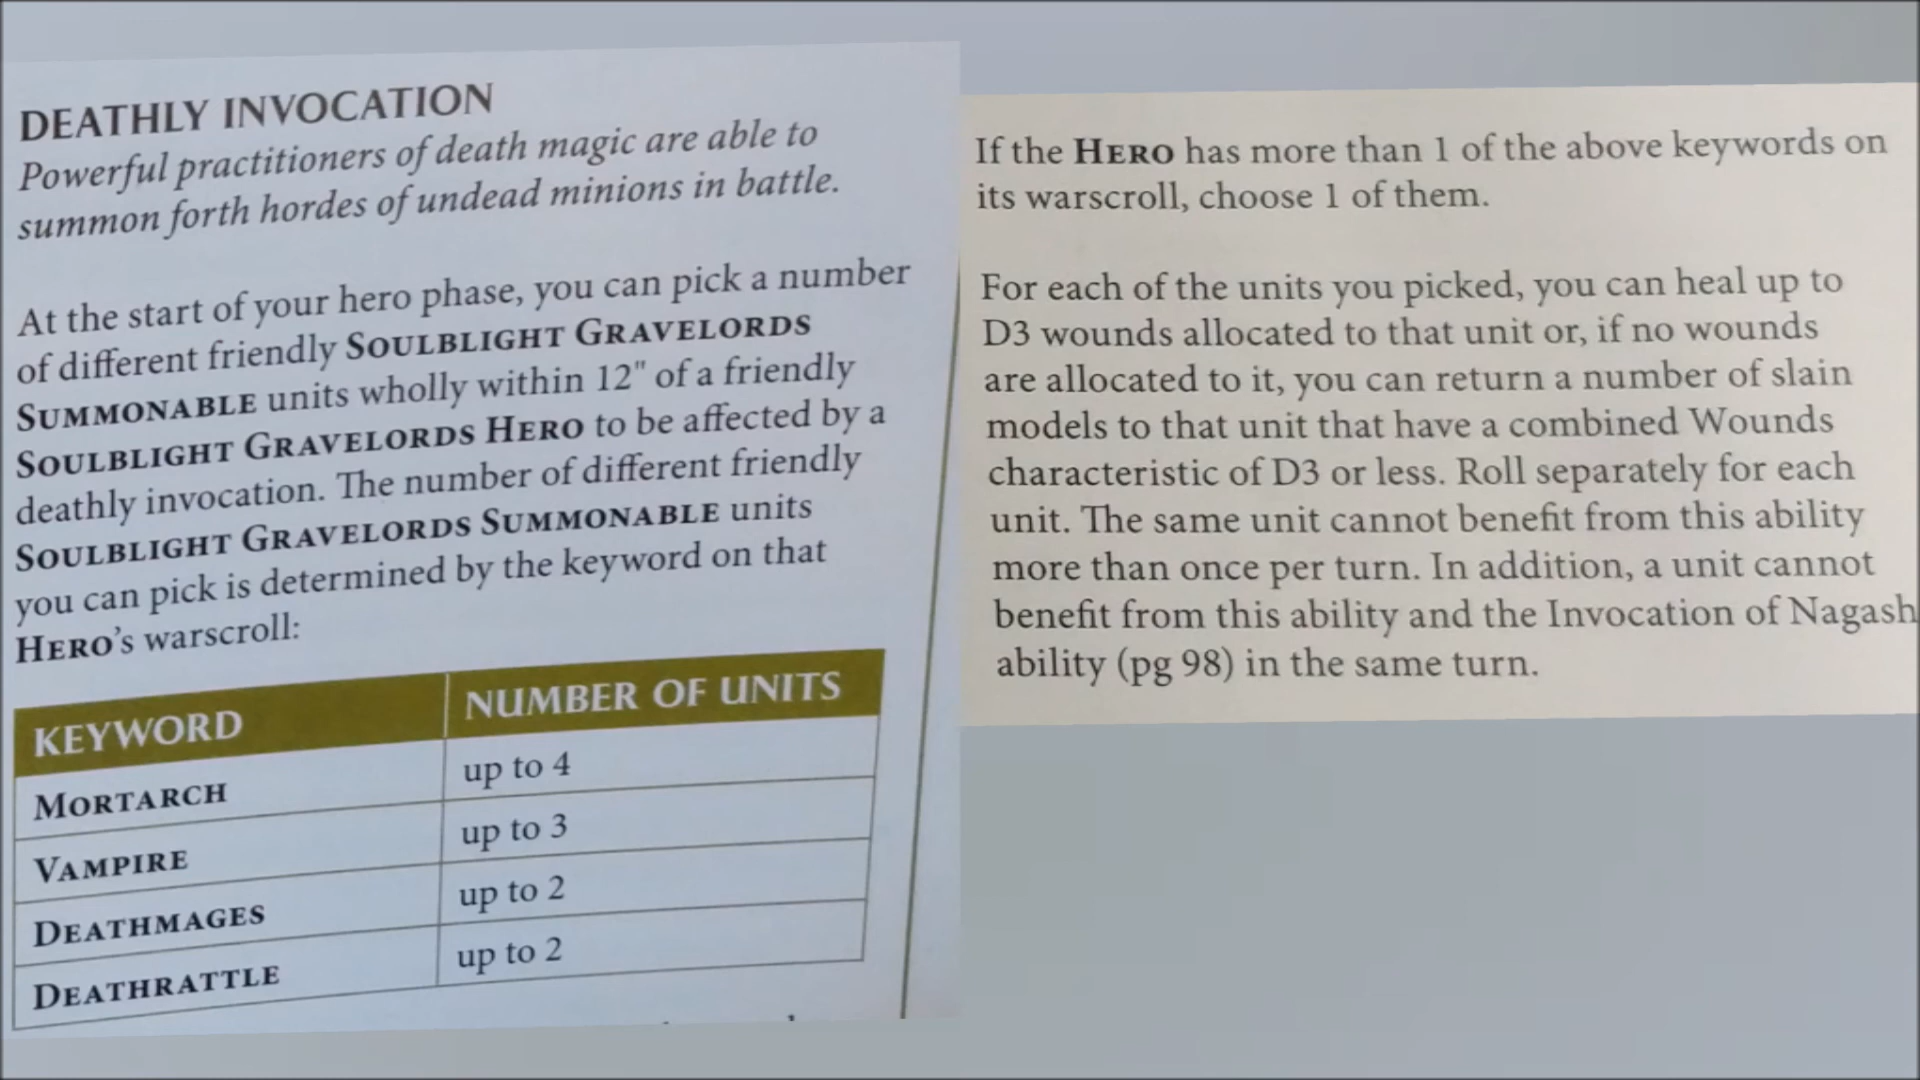 DEATHLY INVOCATION
Powerful practitioners of death magic are able to
summon forth hordes of undead minions in battle.
At the start of your hero phase, you can pick a number
of different friendly SOULBLIGHT GRAVELORDS
SUMMONABLE units wholly within 12" of a friendly
SOULBLIGHT GRAVELORDS HERO to be affected by a
deathly invocation. The number of different friendly
SOULBLIGHT GRAVELORDS SUMMONABLE units
you can pick is determined by the keyword on that
HERO's warscroll:
KEYWORD NUMBER OF UNITS
MORTARCH up to 4
VAMPIRE up to 3
DEATHMAGES up to 2
DEATHRATTLE up to 2
If the HERO has more than 1 of the above keywords on
its warscroll, choose 1 of them.
For each of the units you picked, you can heal up to
D3 wounds allocated to that unit or, if no wounds
are allocated to it, you can return a number of slain
models to that unit that have a combined Wounds
characteristic of D3 or less. Roll separately for each
unit. The same unit cannot benefit from this ability
more than once per turn. In addition, a unit cannot
benefit from this ability and the Invocation of Nagash
ability (pg 98) in the same turn.